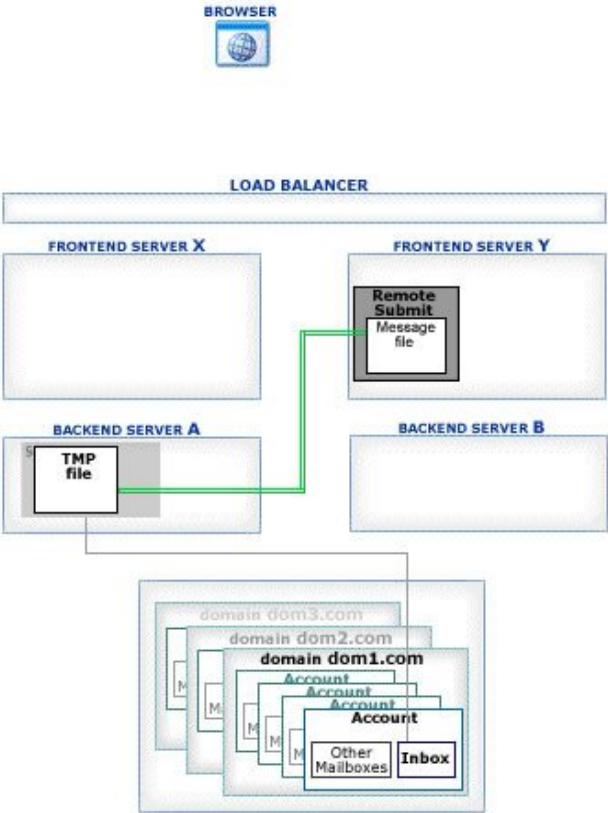 BROWSER
LOAD BALANCER
FRONTEND SERVER X
FRONTEND SERVER Y
Remote
Submit
Message
file
BACKEND SERVER A
BACKEND SERVER B
S
TMP
file
domain dom3.com
domain dom2.com
domain dom1.com
Account
Account
Account
Account
M
M
M
M
M
Other
Mailboxes
Inbox